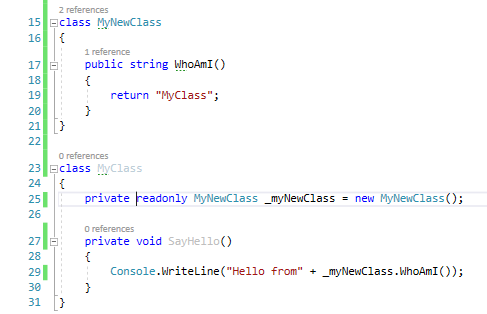 2 references
15 class MyNewClass
16 {
1 reference
17 public string WhoAmI()
18 {
19 return "MyClass";
20 }
21 }
22
0 references
23 class MyClass
24 {
25 private readonly MyNewClass _myNewClass = new MyNewClass();
26
0 references
27 private void SayHello()
28 {
29 Console.WriteLine("Hello from" + _myNewClass.WhoAmI());
30 }
31 }